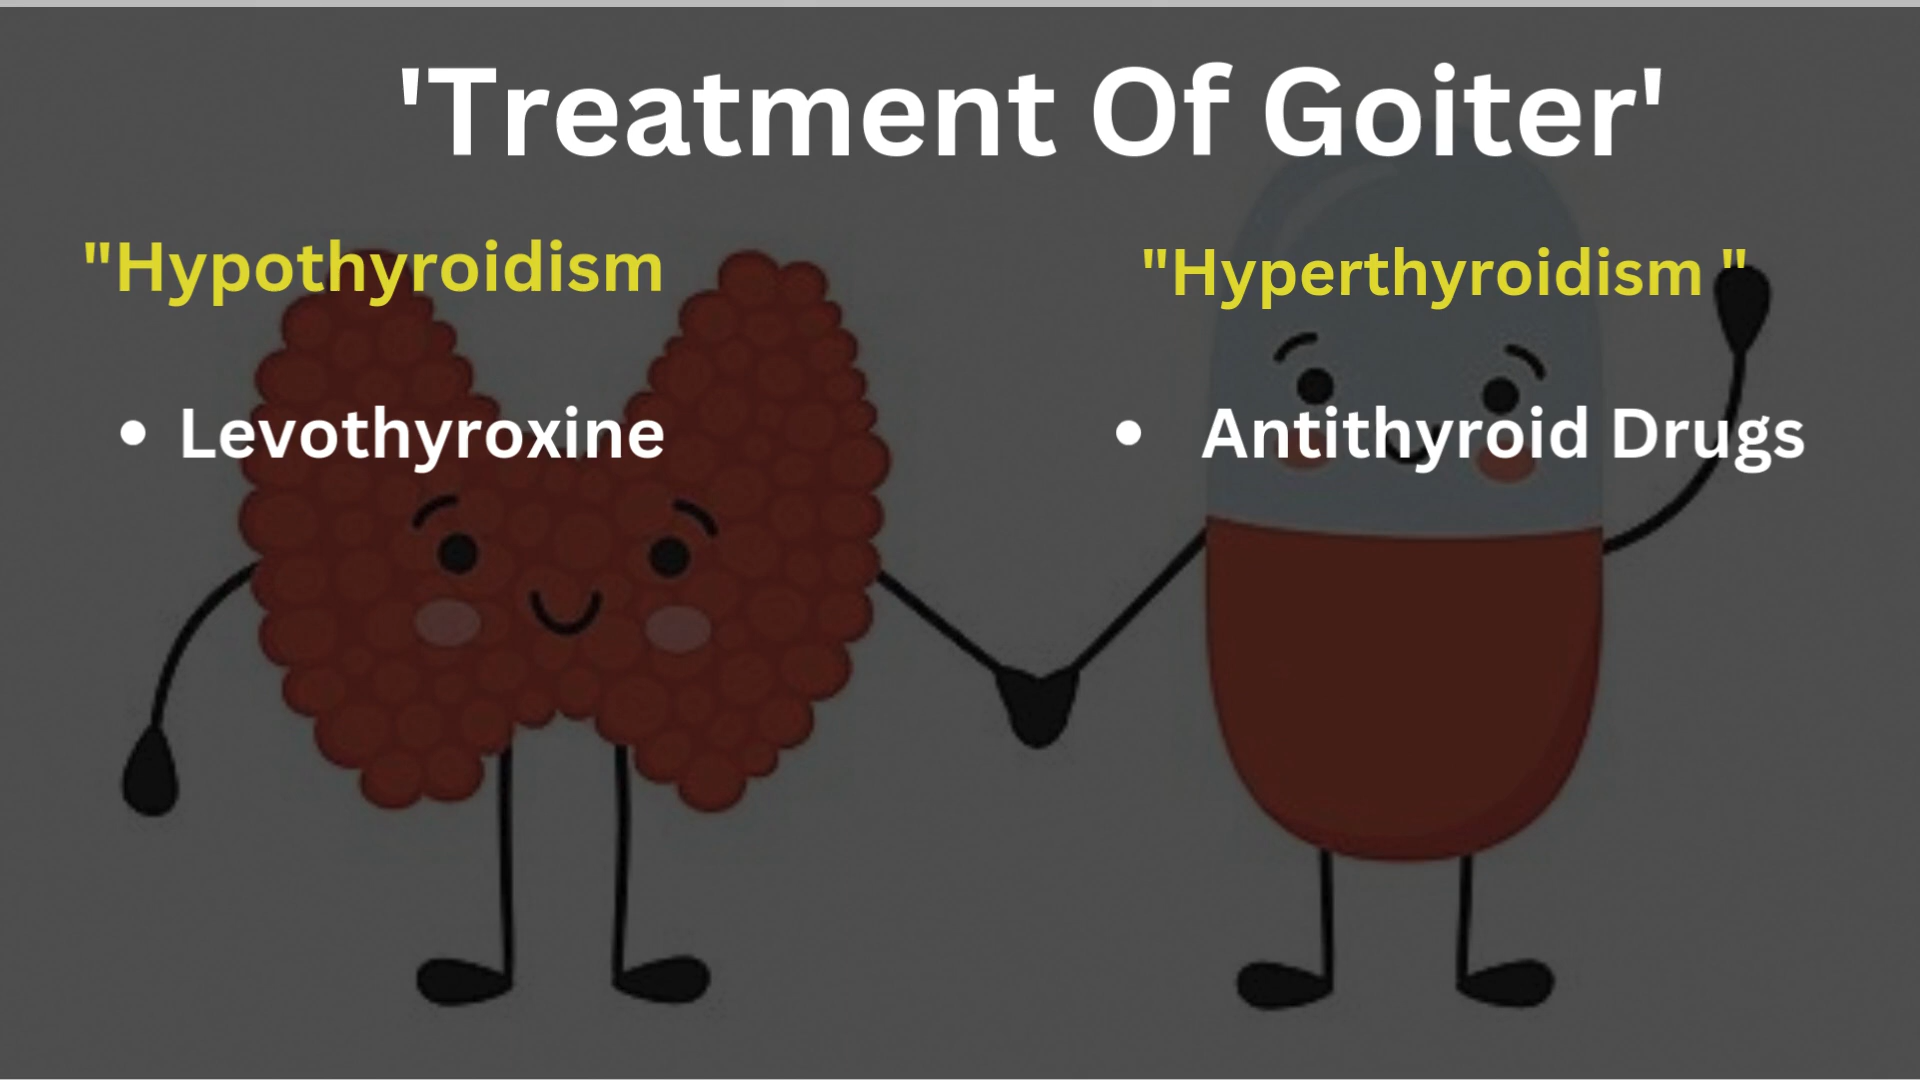 'Treatment Of Goiter'
"Hypothyroidism
"Hyperthyroidism "
• Levothyroxine
• Antithyroid Drugs